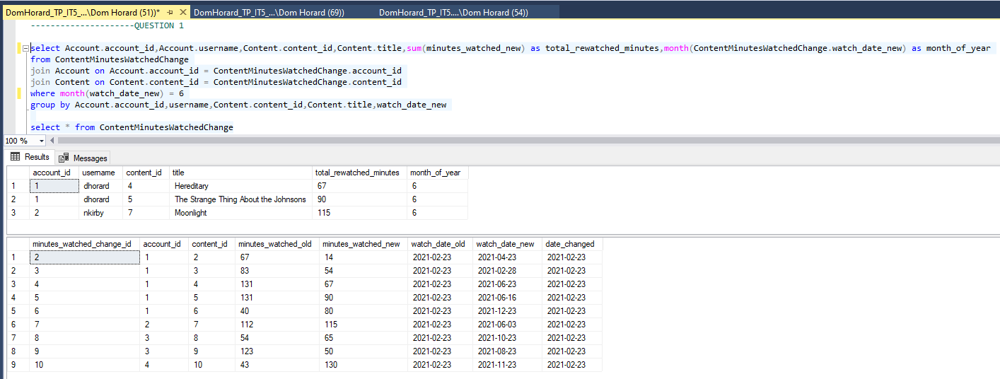 DomHorard_TP_IT5_...\Dom Horard (51))* DomHorard_TP_IT5_...\Dom Horard (69)) DomHorard_TP_IT5....\Dom Horard (54))
---------------------QUESTION 1
select Account.account_id,Account.username,Content.content_id,Content.title,sum(minutes_watched_new) as total_rewatched_minutes,month(ContentMinutesWatchedChange.watch_date_new) as month_of_year
from ContentMinutesWatchedChange
join Account on Account.account_id = ContentMinutesWatchedChange.account_id
join Content on Content.content_id = ContentMinutesWatchedChange.content_id
where month(watch_date_new) = 6
group by Account.account_id,username,Content.content_id,Content.title,watch_date_new
select * from ContentMinutesWatchedChange
100 %
Results Messages
account_id username content_id title total_rewatched_minutes month_of_year
1 1 dhorard 4 Hereditary 67 6
2 1 dhorard 5 The Strange Thing About the Johnsons 90 6
3 2 nkirby 7 Moonlight 115 6
minutes_watched_change_id account_id content_id minutes_watched_old minutes_watched_new watch_date_old watch_date_new date_changed
1 2 1 2 67 14 2021-02-23 2021-04-23 2021-02-23
2 3 1 3 83 54 2021-02-23 2021-02-28 2021-02-23
3 4 1 4 131 67 2021-02-23 2021-06-23 2021-02-23
4 5 1 5 131 90 2021-02-23 2021-06-16 2021-02-23
5 6 1 6 40 80 2021-02-23 2021-12-23 2021-02-23
6 7 2 7 112 115 2021-02-23 2021-06-03 2021-02-23
7 8 3 8 54 65 2021-02-23 2021-10-23 2021-02-23
8 9 3 9 123 50 2021-02-23 2021-08-23 2021-02-23
9 10 4 10 43 130 2021-02-23 2021-11-23 2021-02-23